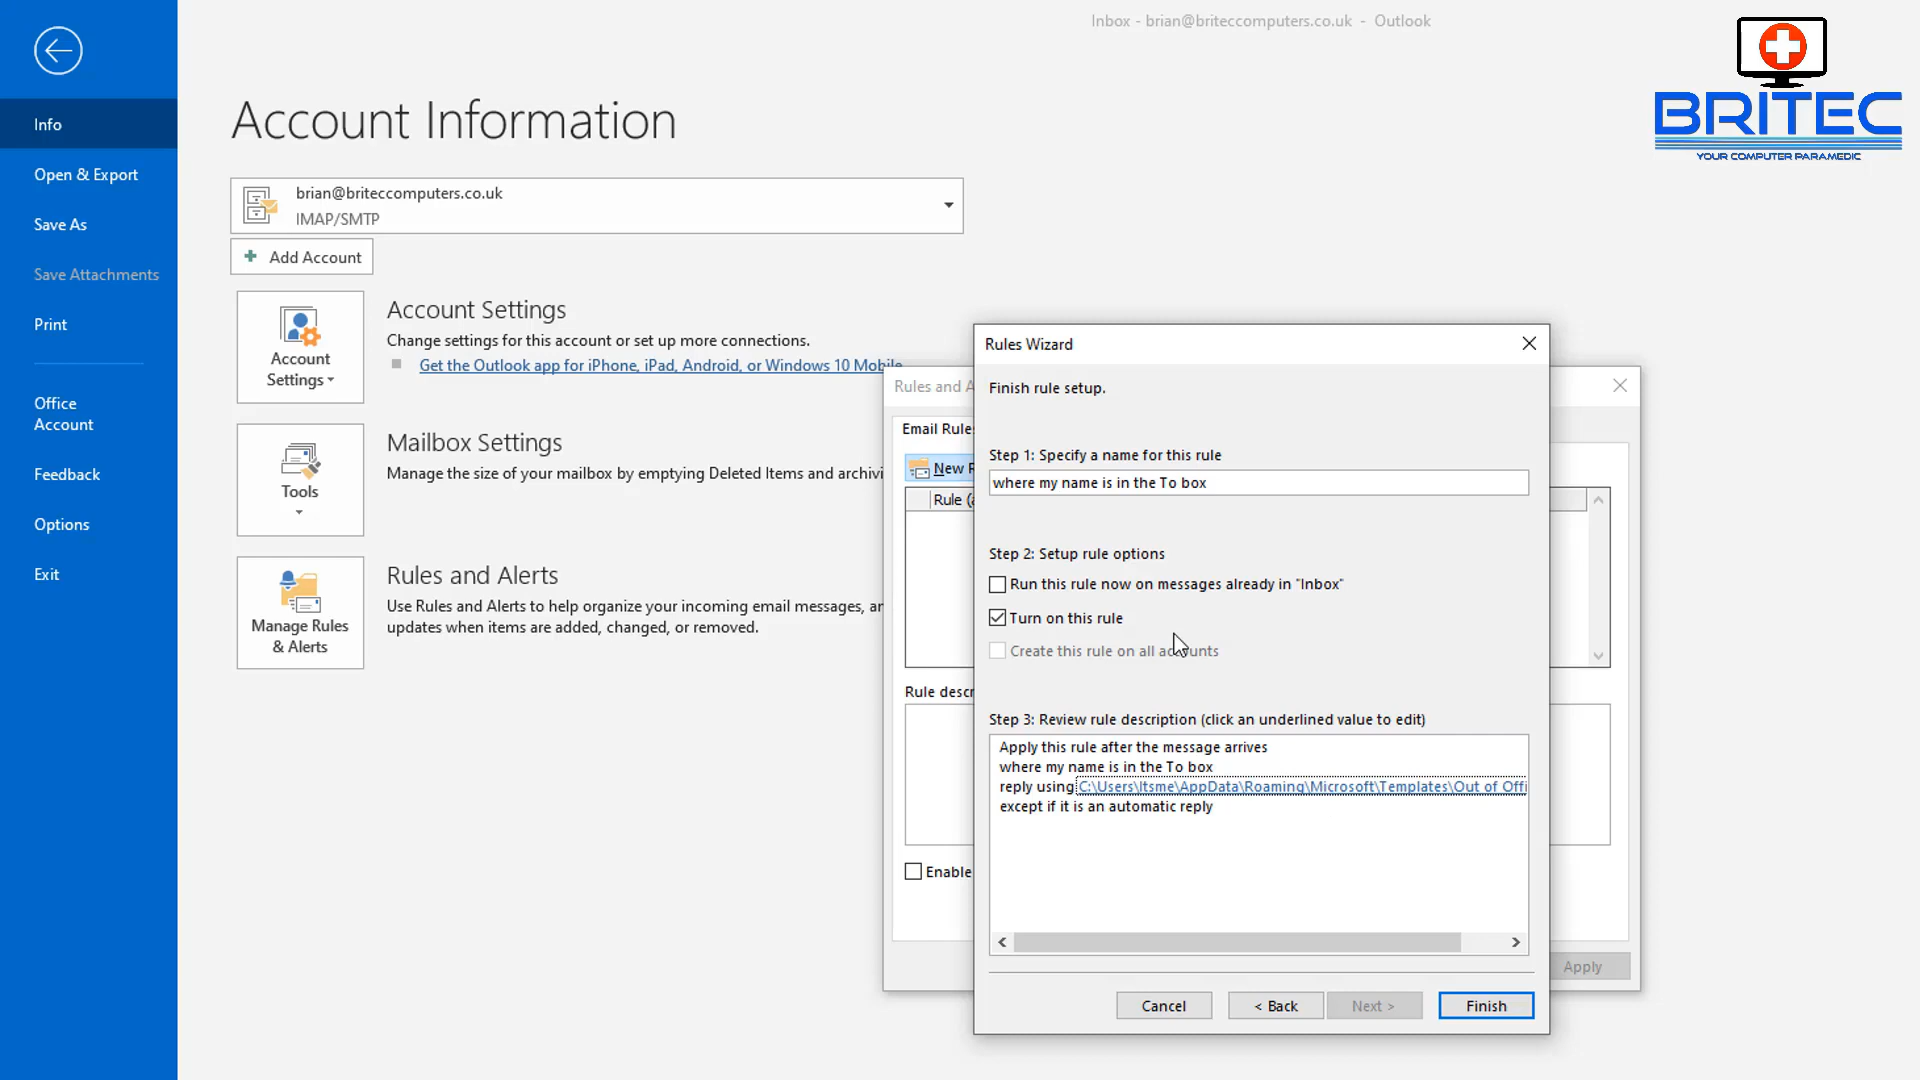 Inbox - brian@briteccomputers.co.uk - Outlook
BRITEC
YOUR COMPUTER PARAMEDIC
Info
Open & Export
Save As
Save Attachments
Print
Office
Account
Feedback
Options
Exit
Account Information
brian@briteccomputers.co.uk
IMAP/SMTP
Add Account
Account
Settings
Account Settings
Change settings for this account or set up more connections.
Get the Outlook app for iPhone, iPad, Android, or Windows 10 Mobile
Tools
Mailbox Settings
Manage the size of your mailbox by emptying Deleted Items and archivi
Manage Rules
& Alerts
Rules and Alerts
Use Rules and Alerts to help organize your incoming email messages, an
updates when items are added, changed, or removed.
Rules and A
Email Rules
New R
Rule (a
Rule descr
Enable
Apply
Rules Wizard
Finish rule setup.
Step 1: Specify a name for this rule
where my name is in the To box
Step 2: Setup rule options
Run this rule now on messages already in "Inbox"
Turn on this rule
Create this rule on all accounts
Step 3: Review rule description (click an underlined value to edit)
Apply this rule after the message arrives
where my name is in the To box
reply using C:\Users\Itsme\AppData\Roaming\Microsoft\Templates\Out of Offi
except if it is an automatic reply
Cancel
< Back
Next >
Finish